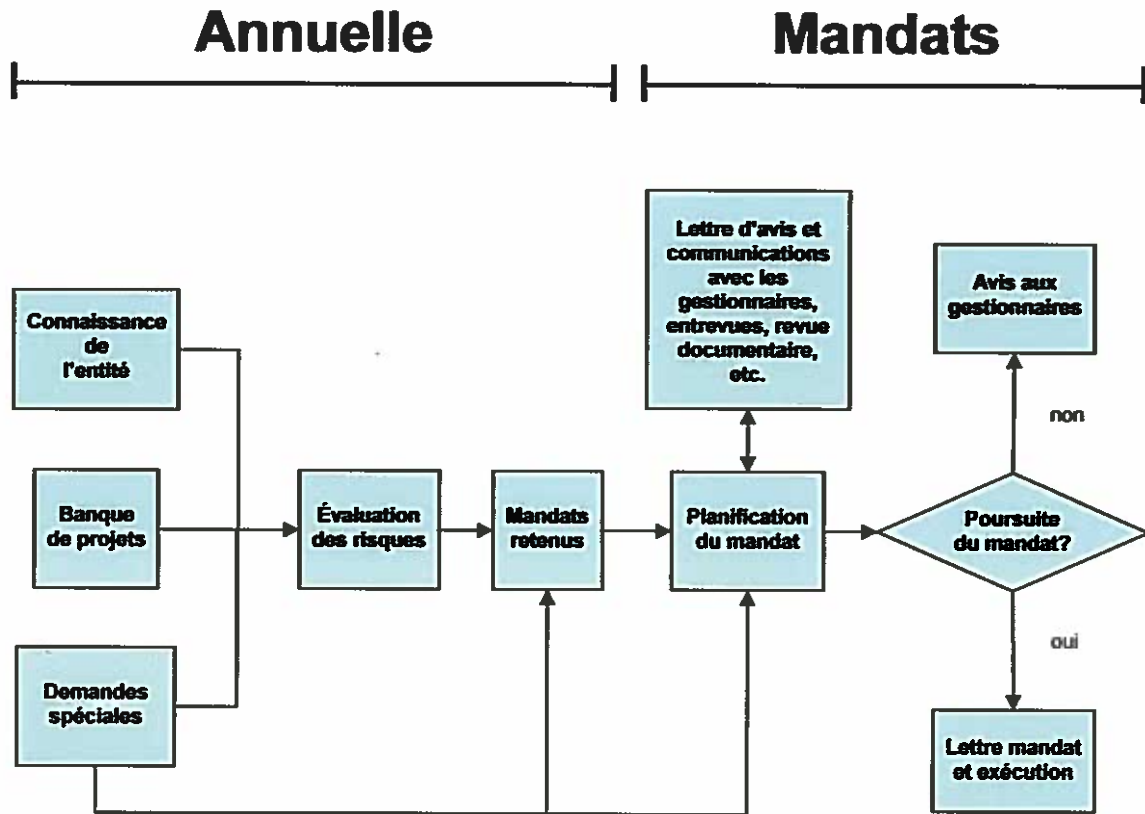 Annuelle
Mandats
Connaissance
de
l'entité
Banque
de projets
Demandes
spéciales
Évaluation
des risques
Mandats
retenus
Lettre d'avis et
communications
avec les
gestionnaires,
entrevues, revue
documentaire,
etc.
Planification
du mandat
Avis aux
gestionnaires
non
Poursuite
du mandat?
oui
Lettre mandat
et exécution